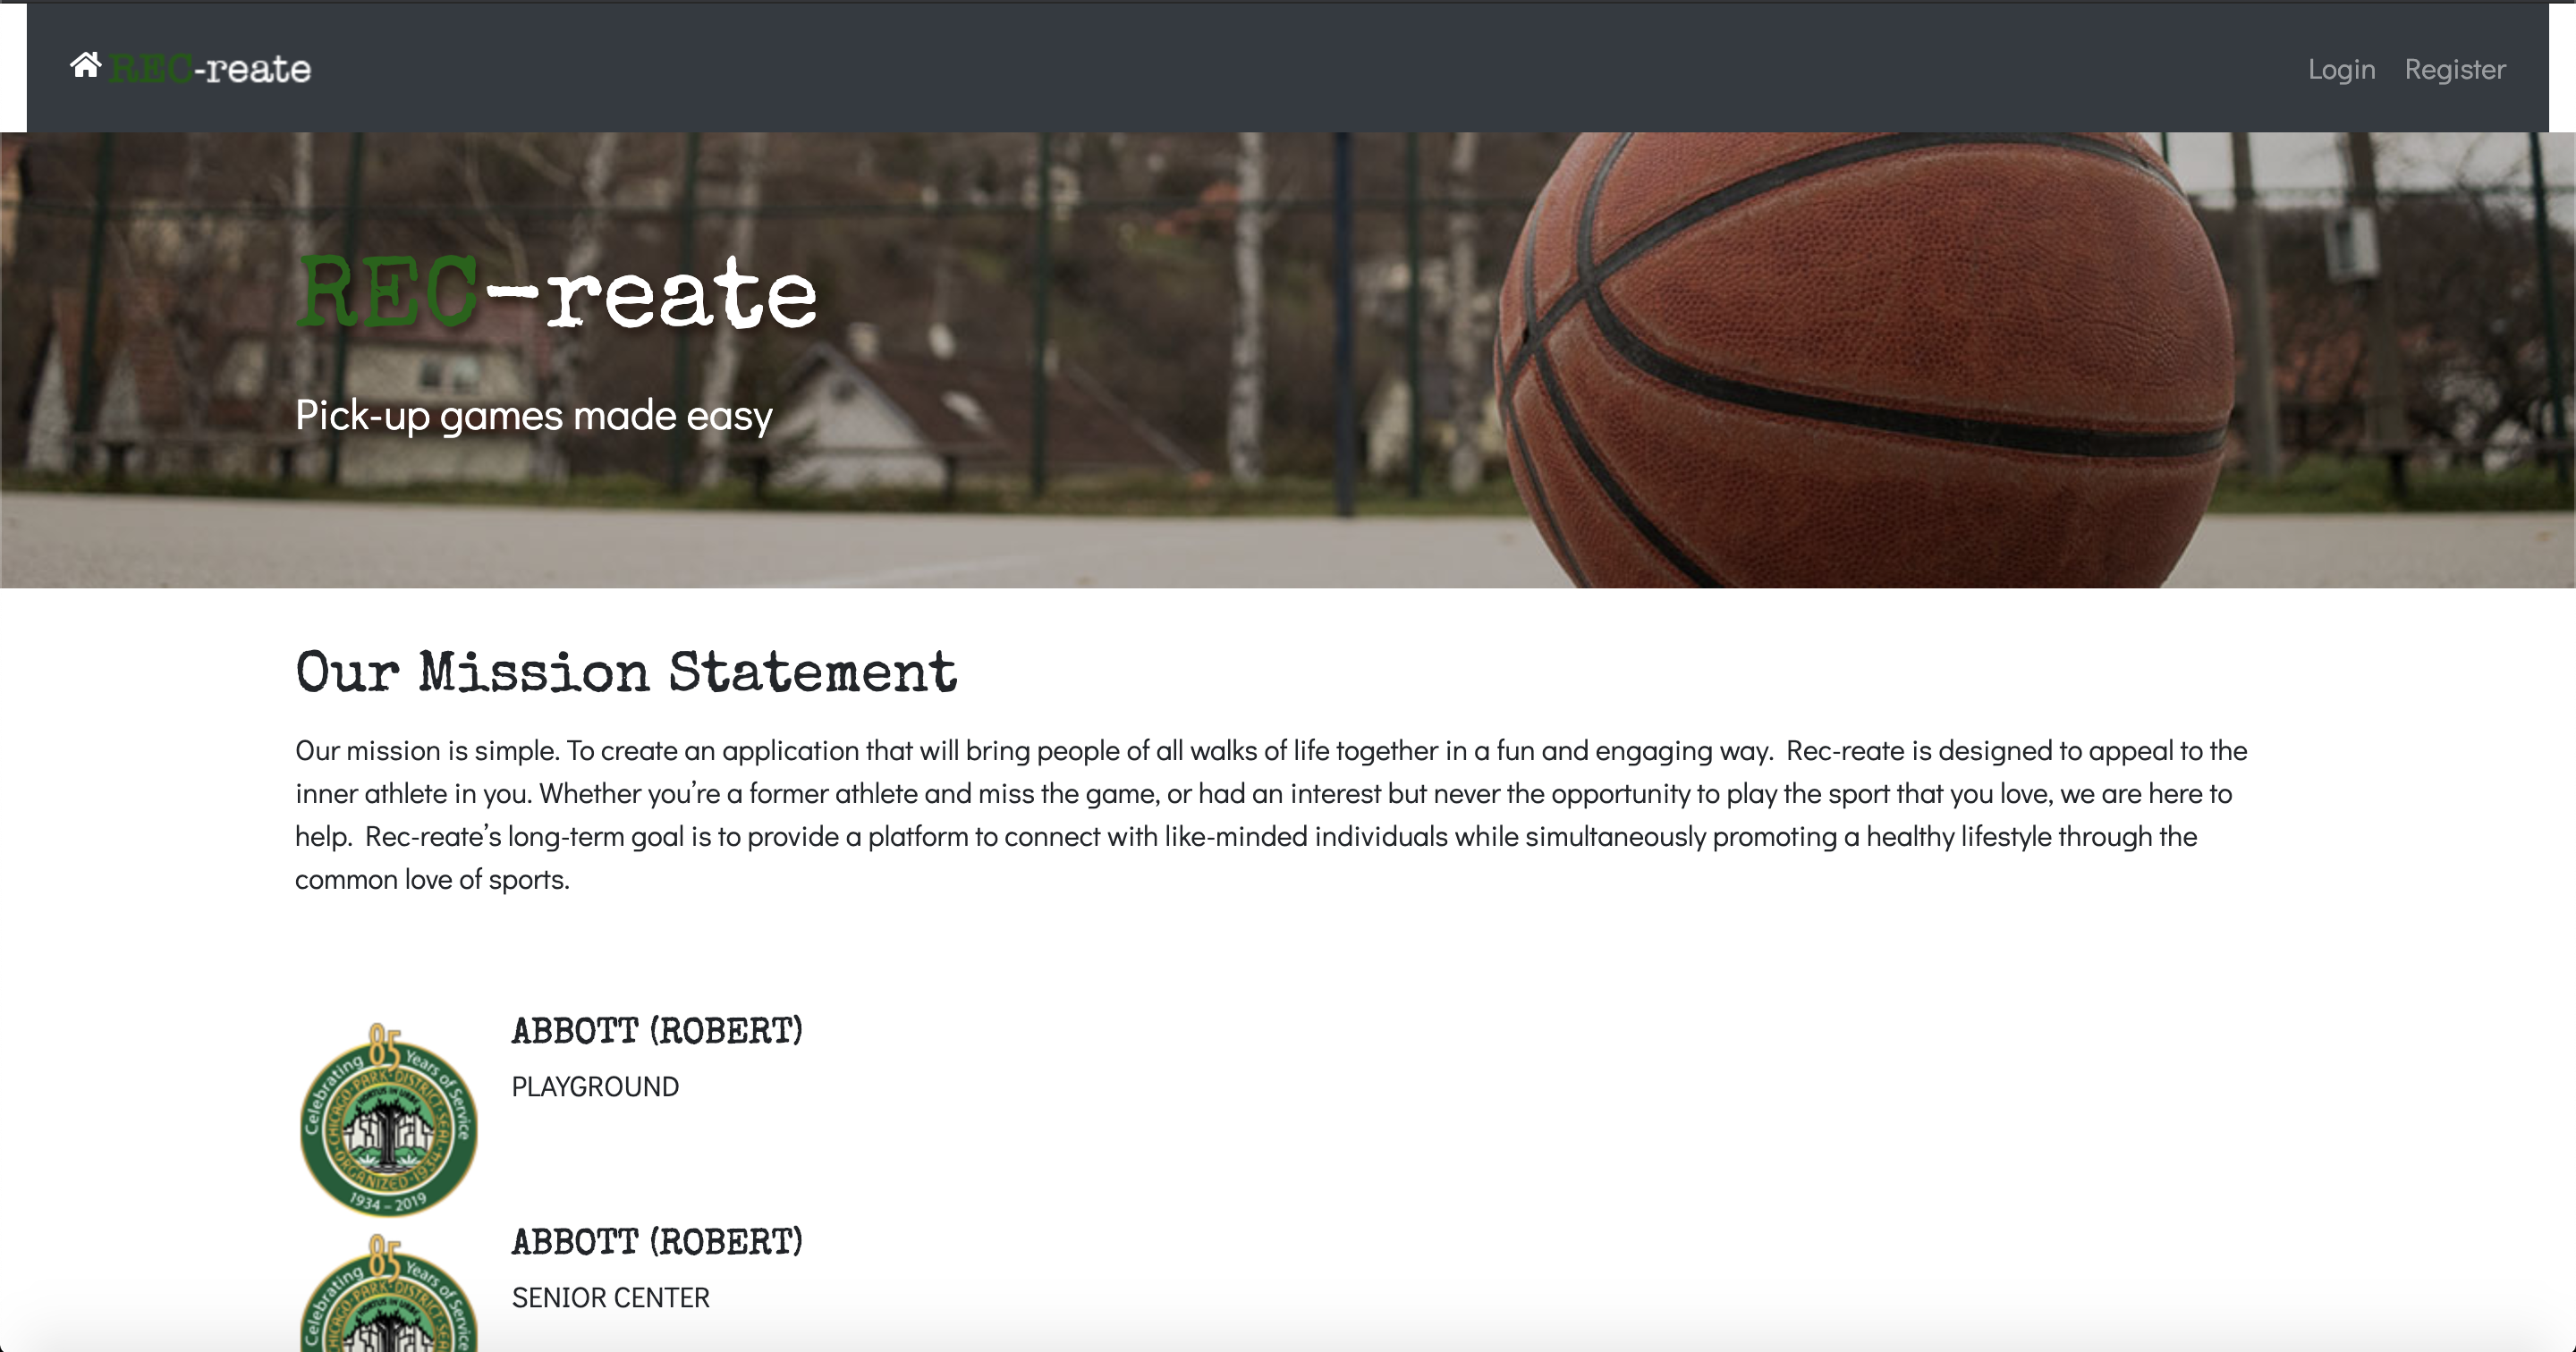 REC-reate
Login Register
REC-reate
Pick-up games made easy
Our Mission Statement
Our mission is simple. To create an application that will bring people of all walks of life together in a fun and engaging way.  Rec-reate is designed to appeal to the
inner athlete in you. Whether you’re a former athlete and miss the game, or had an interest but never the opportunity to play the sport that you love, we are here to
help.  Rec-reate’s long-term goal is to provide a platform to connect with like-minded individuals while simultaneously promoting a healthy lifestyle through the
common love of sports.
ABBOTT (ROBERT)
PLAYGROUND
Celebrating 85 Years of Service
CHICAGO·PARK·DISTRICT·SEAL
HORTUS IN URBE
·ORGANIZED·1934·
1934 – 2019
ABBOTT (ROBERT)
SENIOR CENTER
Celebrating 85 Years of Service
CHICAGO·PARK·DISTRICT·SEAL
HORTUS IN URBE